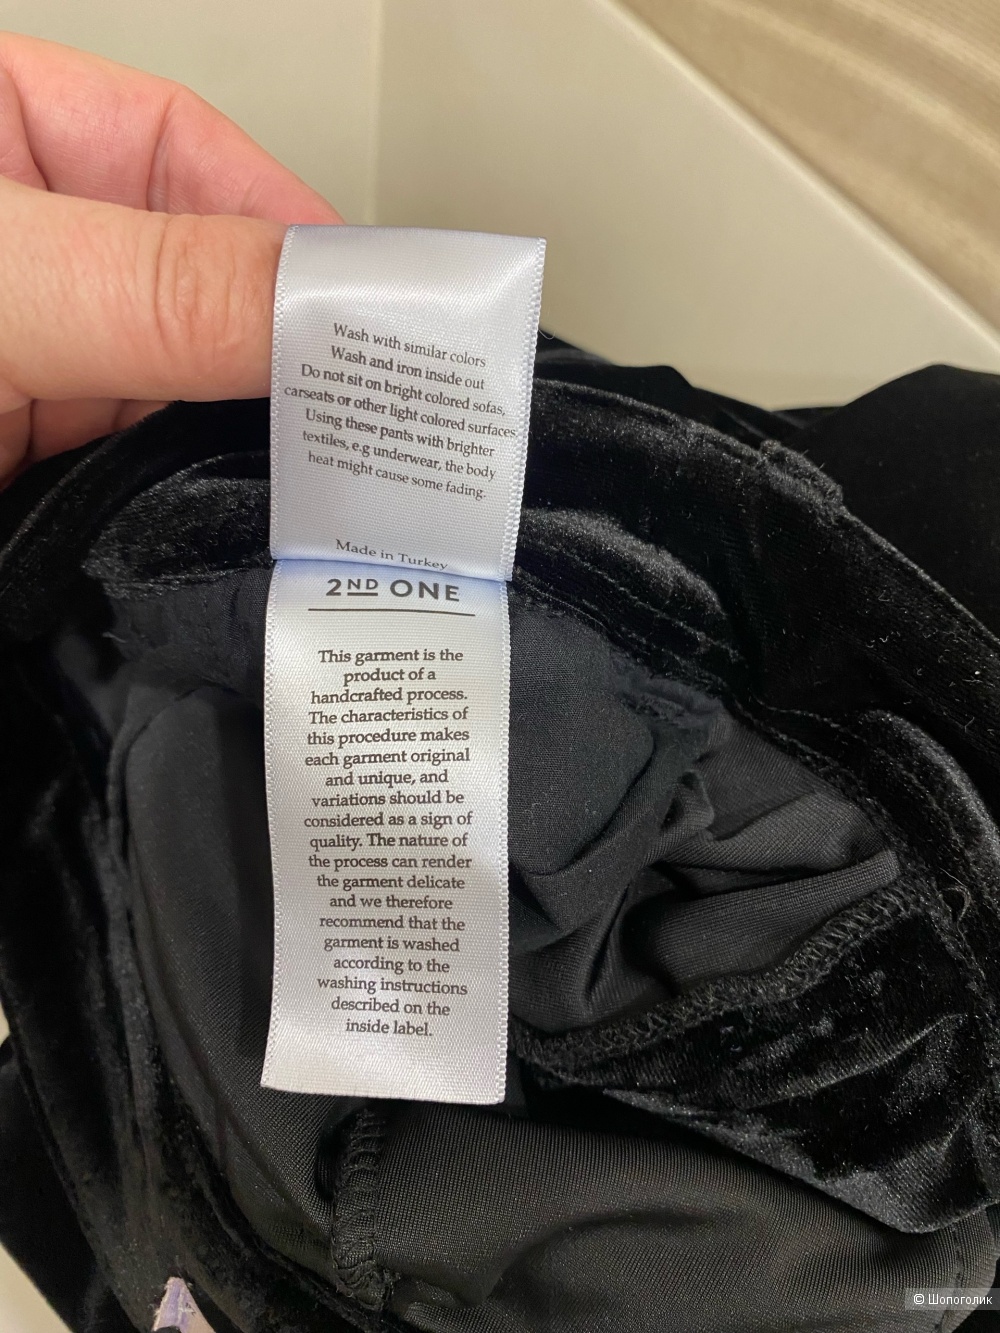 Wash with similar colors
Wash and iron inside out
Do not sit on bright colored sofas,
carseats or other light colored surfaces
Using these pants with brighter
textiles, e.g underwear, the body
heat might cause some fading.
Made in Turkey
2ND ONE
This garment is the
product of a
handcrafted process.
The characteristics of
this procedure makes
each garment original
and unique, and
variations should be
considered as a sign of
quality. The nature of
the process can render
the garment delicate
and we therefore
recommend that the
garment is washed
according to the
washing instructions
described on the
inside label.
© Шопоголик